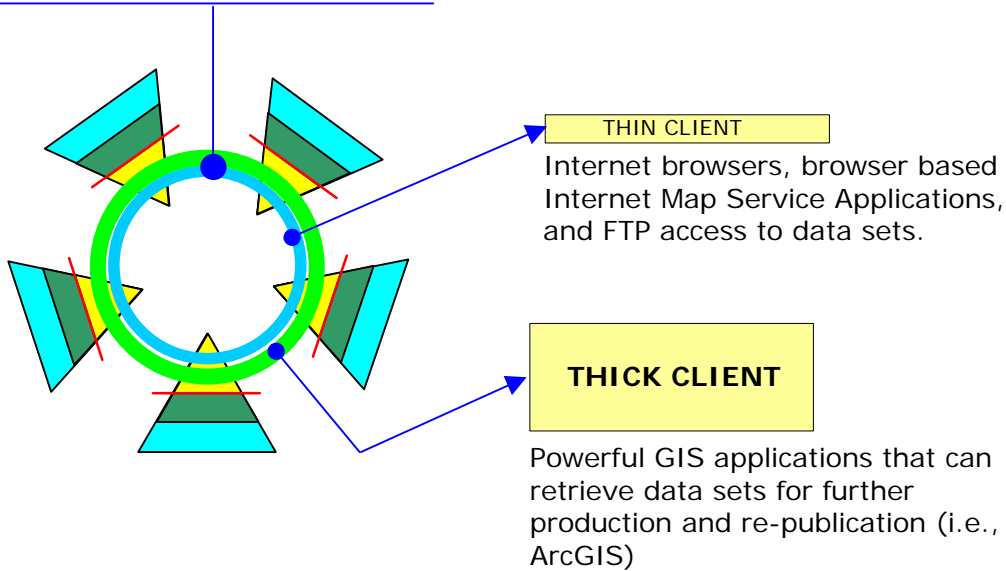 THIN CLIENT
Internet browsers, browser based
Internet Map Service Applications,
and FTP access to data sets.
THICK CLIENT
Powerful GIS applications that can
retrieve data sets for further
production and re-publication (i.e.,
ArcGIS)